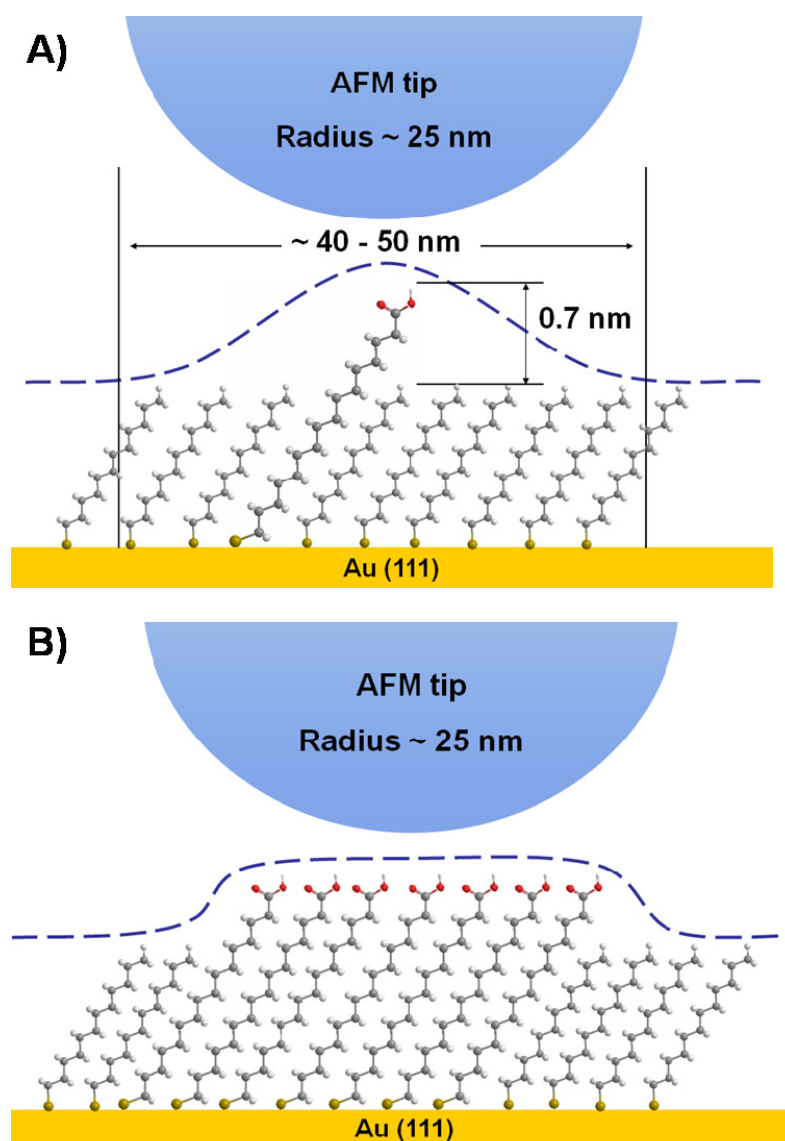 A)
AFM tip
Radius ~ 25 nm
~ 40 - 50 nm
0.7 nm
Au (111)
B)
AFM tip
Radius ~ 25 nm
Au (111)